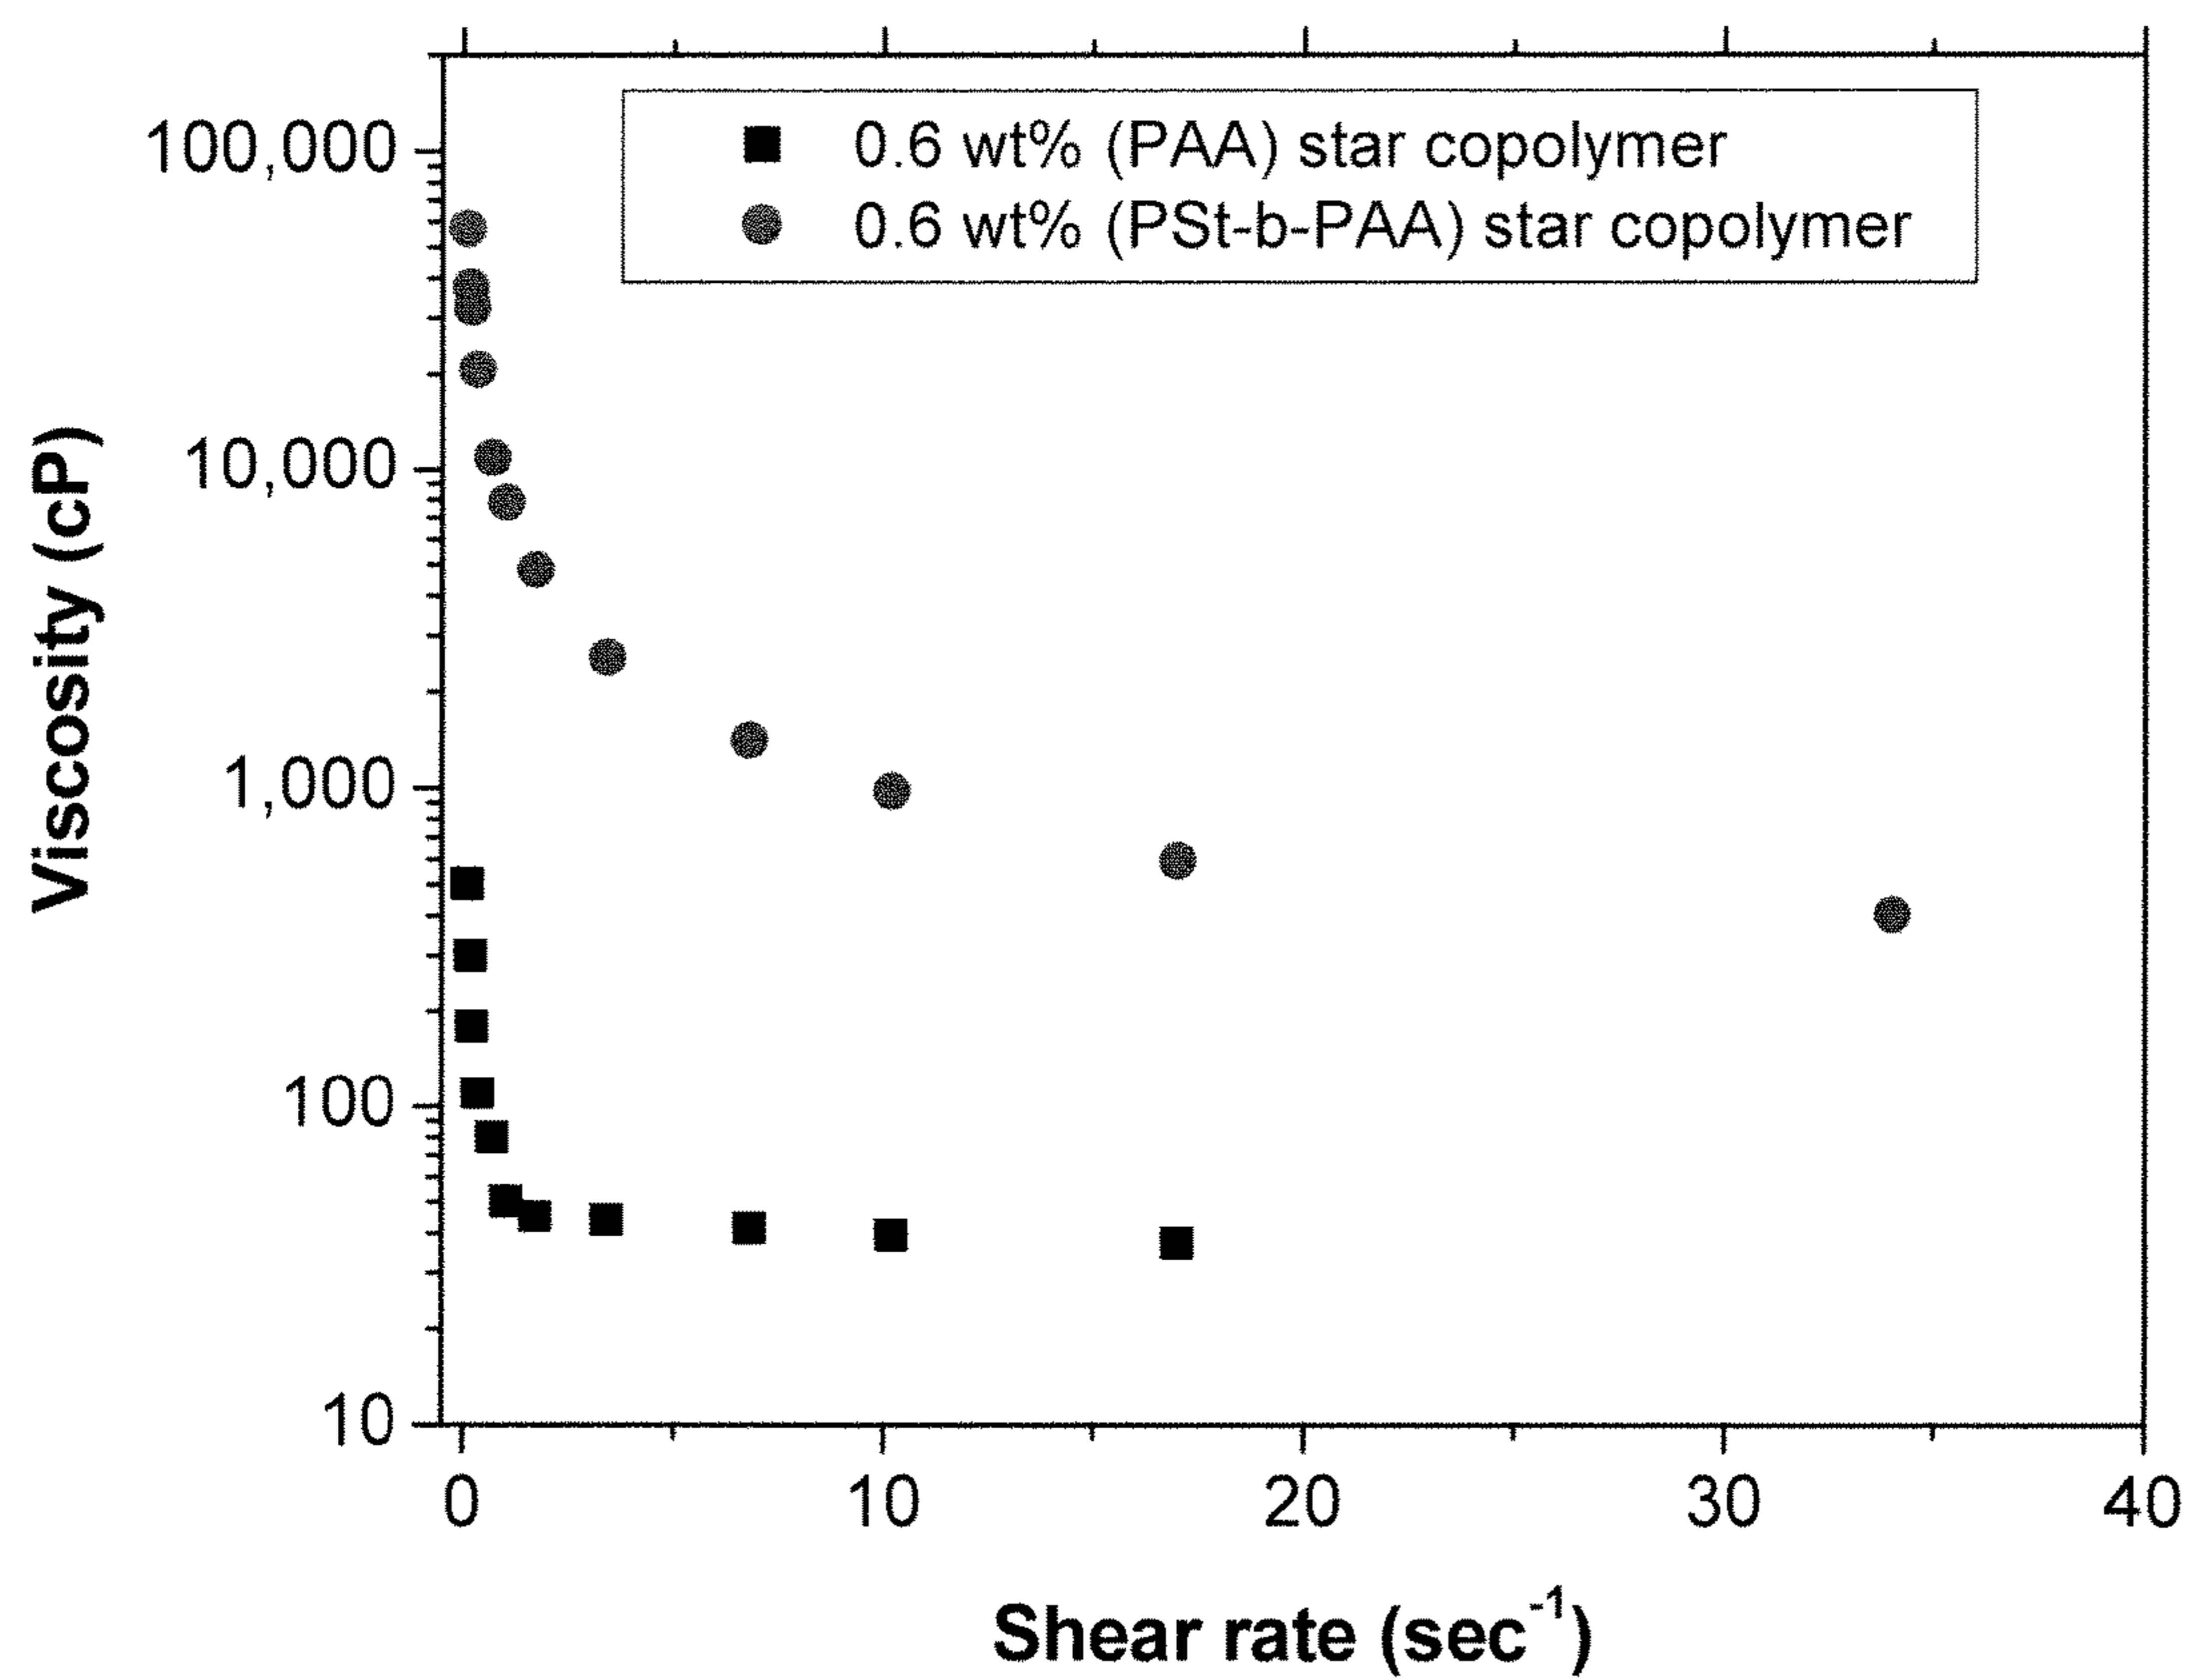 0.6 wt% (PAA) star copolymer
0.6 wt% (PSt-b-PAA) star copolymer
Viscosity (cP)
100,000
10,000
1,000
100
10
0 10 20 30 40
Shear rate (sec⁻¹)